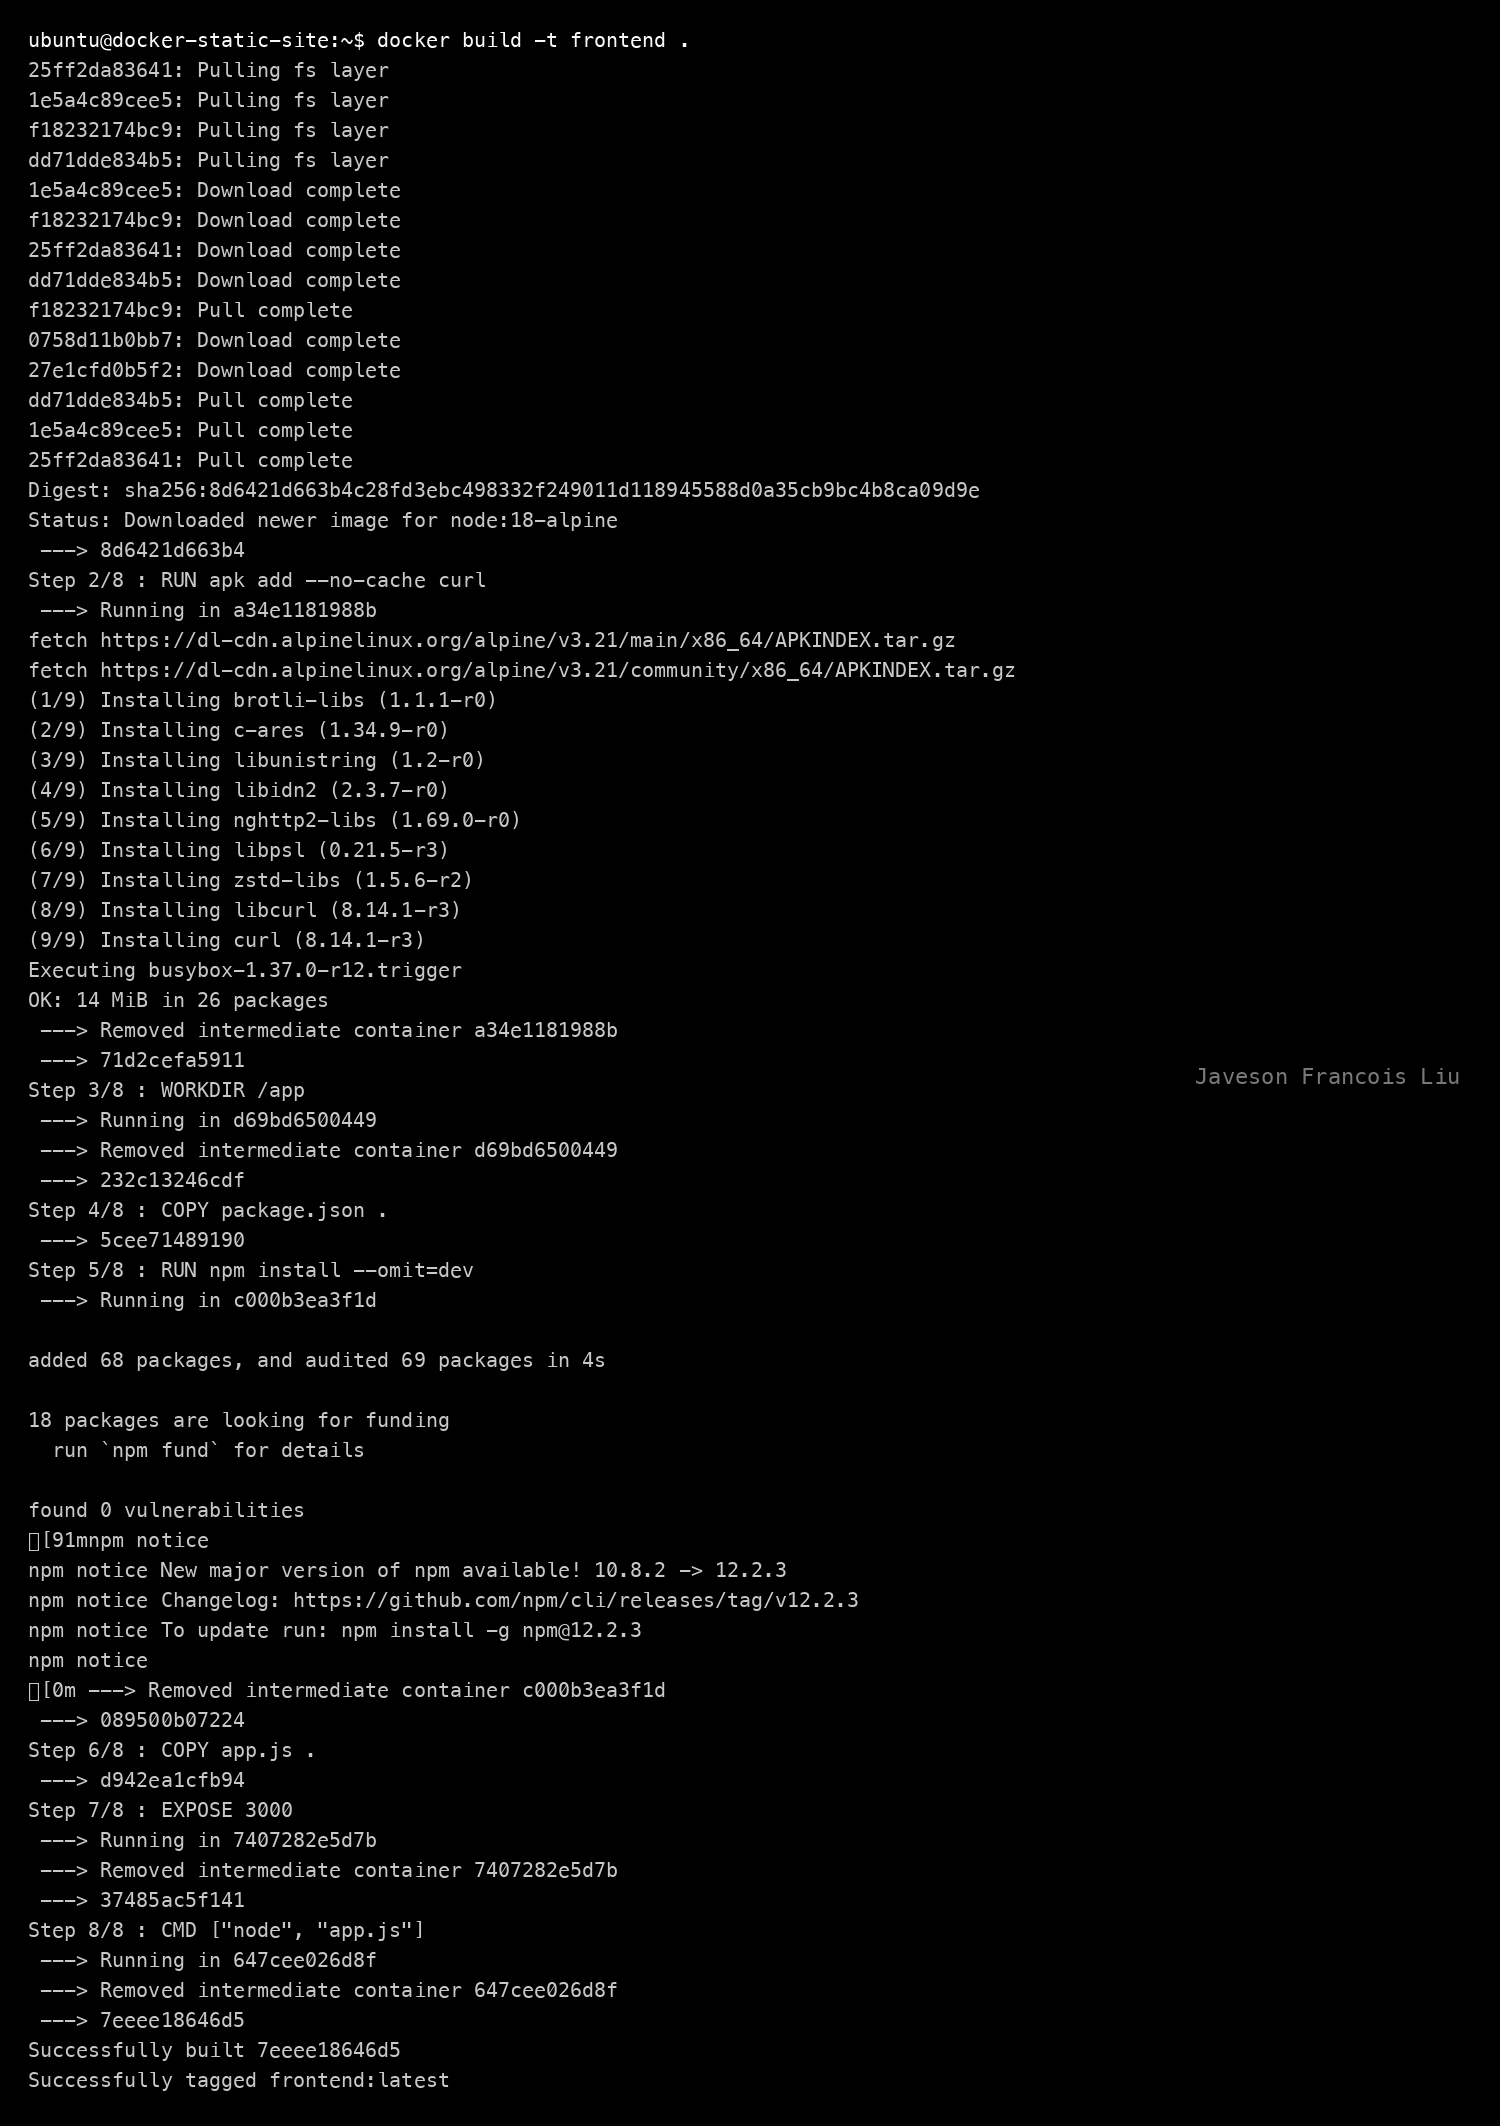 ubuntu@docker-static-site:~$ docker build -t frontend .
25ff2da83641: Pulling fs layer
1e5a4c89cee5: Pulling fs layer
f18232174bc9: Pulling fs layer
dd71dde834b5: Pulling fs layer
1e5a4c89cee5: Download complete
f18232174bc9: Download complete
25ff2da83641: Download complete
dd71dde834b5: Download complete
f18232174bc9: Pull complete
0758d11b0bb7: Download complete
27e1cfd0b5f2: Download complete
dd71dde834b5: Pull complete
1e5a4c89cee5: Pull complete
25ff2da83641: Pull complete
Digest: sha256:8d6421d663b4c28fd3ebc498332f249011d118945588d0a35cb9bc4b8ca09d9e
Status: Downloaded newer image for node:18-alpine
 ---> 8d6421d663b4
Step 2/8 : RUN apk add --no-cache curl
 ---> Running in a34e1181988b
fetch https://dl-cdn.alpinelinux.org/alpine/v3.21/main/x86_64/APKINDEX.tar.gz
fetch https://dl-cdn.alpinelinux.org/alpine/v3.21/community/x86_64/APKINDEX.tar.gz
(1/9) Installing brotli-libs (1.1.1-r0)
(2/9) Installing c-ares (1.34.9-r0)
(3/9) Installing libunistring (1.2-r0)
(4/9) Installing libidn2 (2.3.7-r0)
(5/9) Installing nghttp2-libs (1.69.0-r0)
(6/9) Installing libpsl (0.21.5-r3)
(7/9) Installing zstd-libs (1.5.6-r2)
(8/9) Installing libcurl (8.14.1-r3)
(9/9) Installing curl (8.14.1-r3)
Executing busybox-1.37.0-r12.trigger
OK: 14 MiB in 26 packages
 ---> Removed intermediate container a34e1181988b
 ---> 71d2cefa5911
Javeson Francois Liu
Step 3/8 : WORKDIR /app
 ---> Running in d69bd6500449
 ---> Removed intermediate container d69bd6500449
 ---> 232c13246cdf
Step 4/8 : COPY package.json .
 ---> 5cee71489190
Step 5/8 : RUN npm install --omit=dev
 ---> Running in c000b3ea3f1d
added 68 packages, and audited 69 packages in 4s
18 packages are looking for funding
  run `npm fund` for details
found 0 vulnerabilities
[91mnpm notice
npm notice New major version of npm available! 10.8.2 -> 12.2.3
npm notice Changelog: https://github.com/npm/cli/releases/tag/v12.2.3
npm notice To update run: npm install -g npm@12.2.3
npm notice
[0m ---> Removed intermediate container c000b3ea3f1d
 ---> 089500b07224
Step 6/8 : COPY app.js .
 ---> d942ea1cfb94
Step 7/8 : EXPOSE 3000
 ---> Running in 7407282e5d7b
 ---> Removed intermediate container 7407282e5d7b
 ---> 37485ac5f141
Step 8/8 : CMD ["node", "app.js"]
 ---> Running in 647cee026d8f
 ---> Removed intermediate container 647cee026d8f
 ---> 7eeee18646d5
Successfully built 7eeee18646d5
Successfully tagged frontend:latest